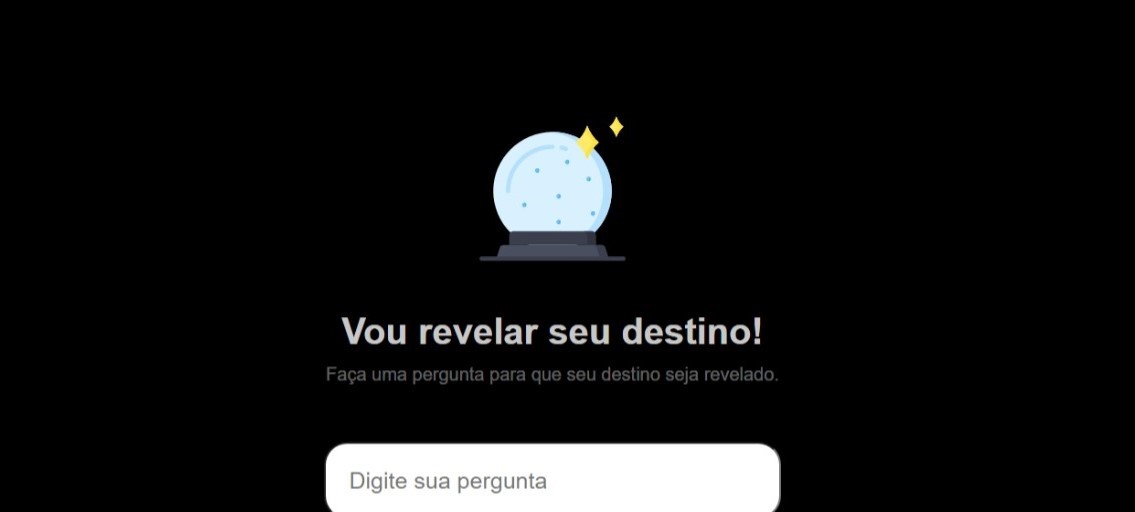 Vou revelar seu destino!
Faça uma pergunta para que seu destino seja revelado.
Digite sua pergunta